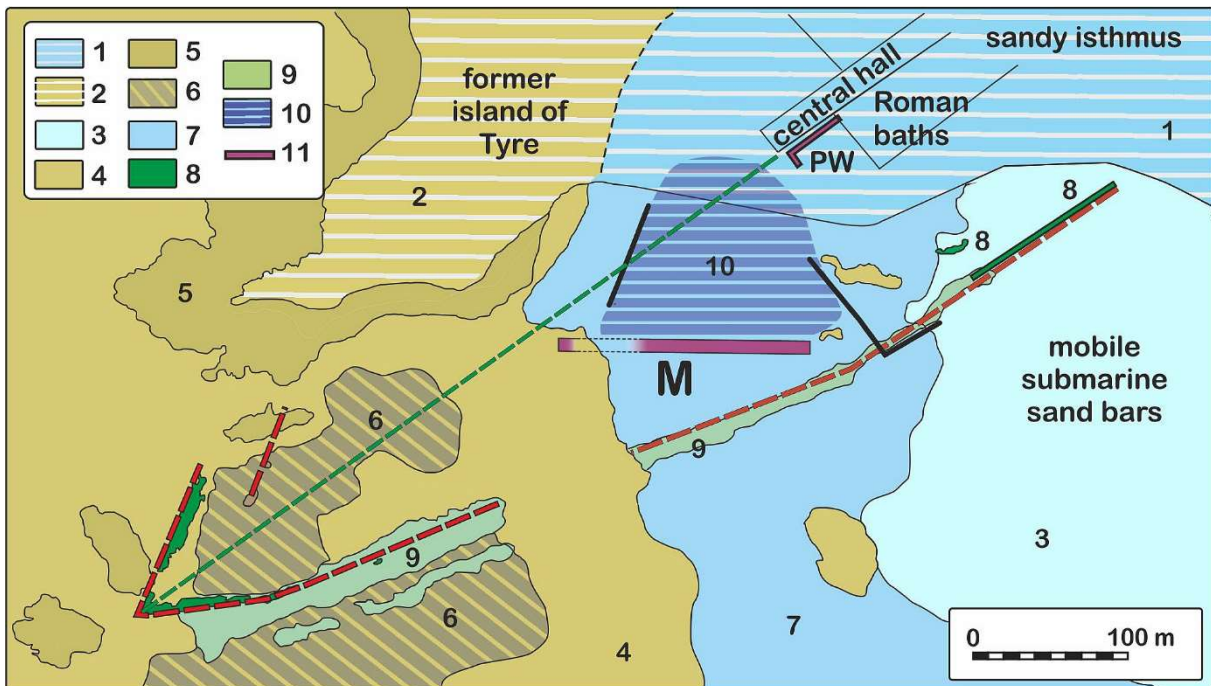 1
2
3
4
5
6
7
8
9
10
11
former
island of
Tyre
2
sandy isthmus
central hall
Roman
baths
PW
1
8
8
10
5
M
mobile
submarine
sand bars
9
6
9
6
3
4
7
0 100 m